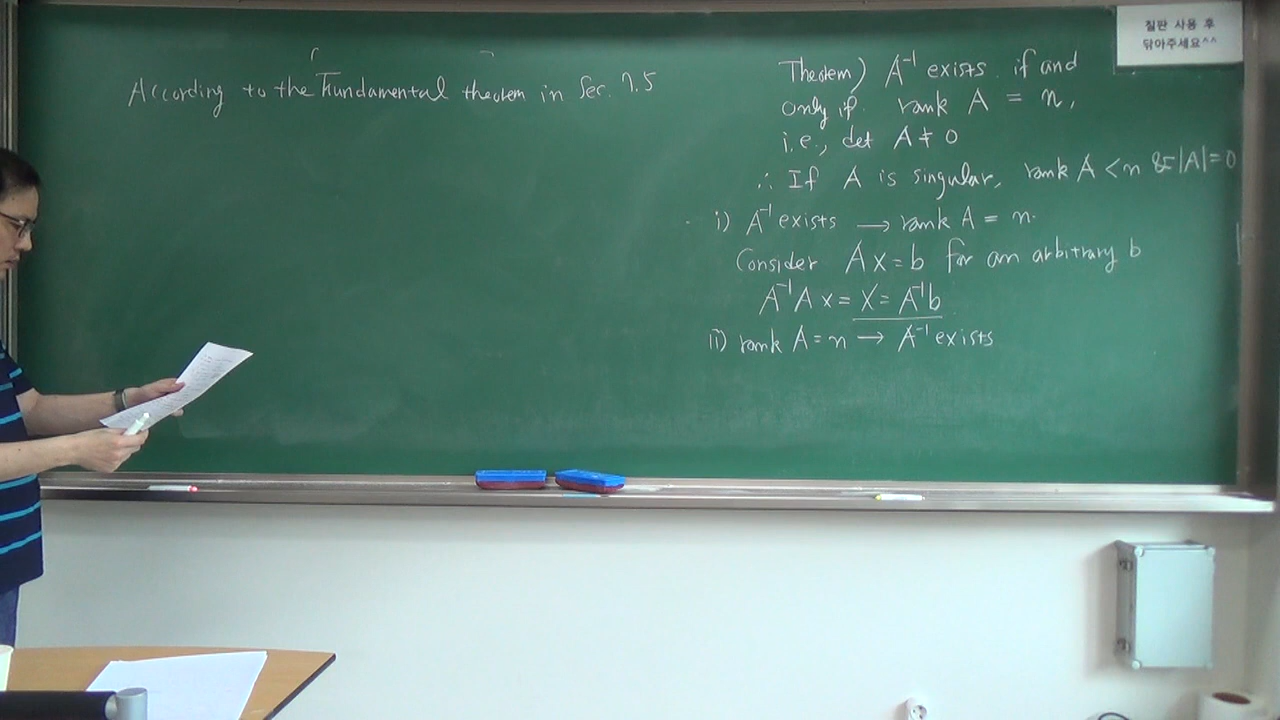 According to the Fundamental theorem in Sec. 7.5
칠판 사용 후
닦아주세요^^
Theorem) A⁻¹ exists if and
only if rank A = n,
i.e., det A ≠ 0
∴ If A is singular, rank A < n & |A| = 0
i) A⁻¹ exists → rank A = n.
Consider Ax = b for an arbitrary b
A⁻¹A x = x = A⁻¹b
ii) rank A = n → A⁻¹ exists